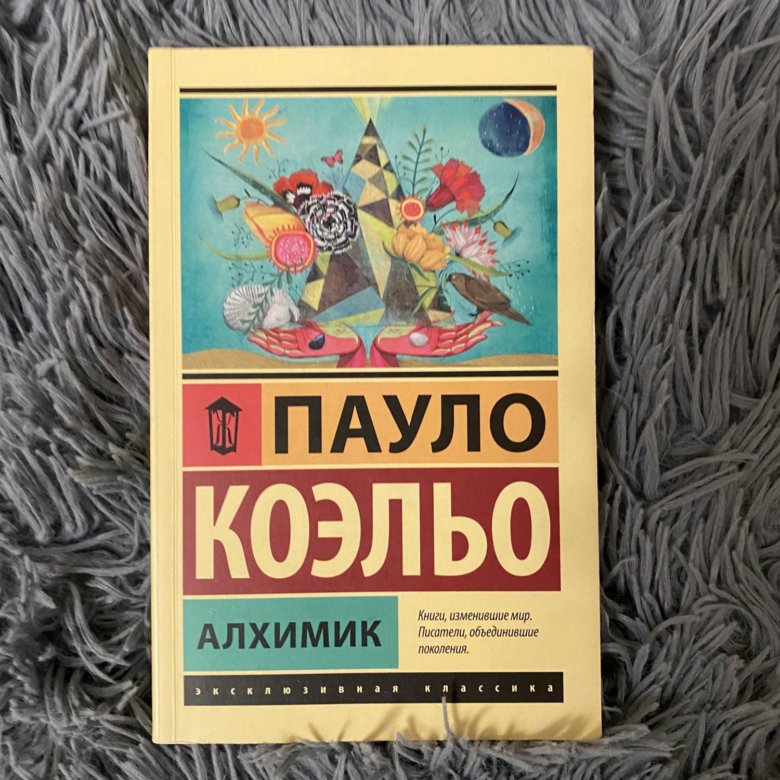 ПАУЛО
КОЭЛЬО
АЛХИМИК
Книги, изменившие мир.
Писатели, объединившие
поколения.
эксклюзивная классика